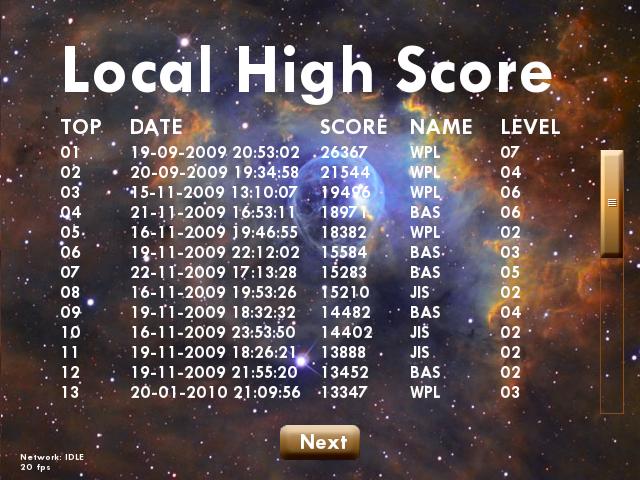 Local High Score
TOP DATE SCORE NAME LEVEL
01 19-09-2009 20:53:02 26367 WPL 07
02 20-09-2009 19:34:58 21544 WPL 04
03 15-11-2009 13:10:07 19496 WPL 06
04 21-11-2009 16:53:11 18971 BAS 06
05 16-11-2009 19:46:55 18382 WPL 02
06 19-11-2009 22:12:02 15584 BAS 03
07 22-11-2009 17:13:28 15283 BAS 05
08 16-11-2009 19:53:26 15210 JIS 02
09 19-11-2009 18:32:32 14482 BAS 04
10 16-11-2009 23:53:50 14402 JIS 02
11 19-11-2009 18:26:21 13888 JIS 02
12 19-11-2009 21:55:20 13452 BAS 02
13 20-01-2010 21:09:56 13347 WPL 03
Next
Network: IDLE
20 fps